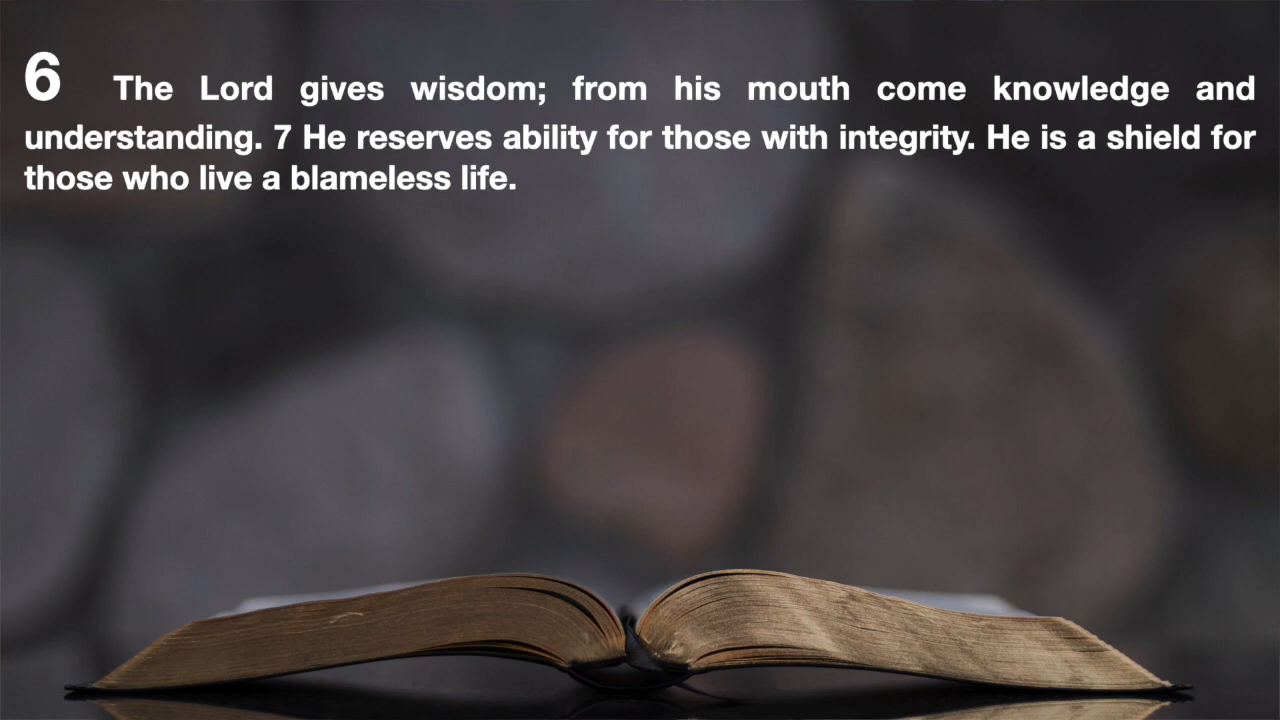 6 The Lord gives wisdom; from his mouth come knowledge and
understanding. 7 He reserves ability for those with integrity. He is a shield for
those who live a blameless life.